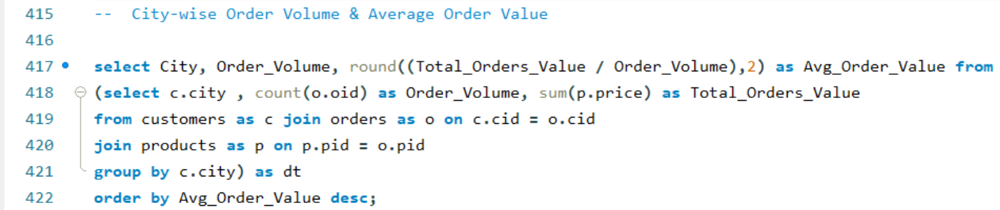 415 -- City-wise Order Volume & Average Order Value
416
417 select City, Order_Volume, round((Total_Orders_Value / Order_Volume),2) as Avg_Order_Value from
418 (select c.city , count(o.oid) as Order_Volume, sum(p.price) as Total_Orders_Value
419 from customers as c join orders as o on c.cid = o.cid
420 join products as p on p.pid = o.pid
421 group by c.city) as dt
422 order by Avg_Order_Value desc;